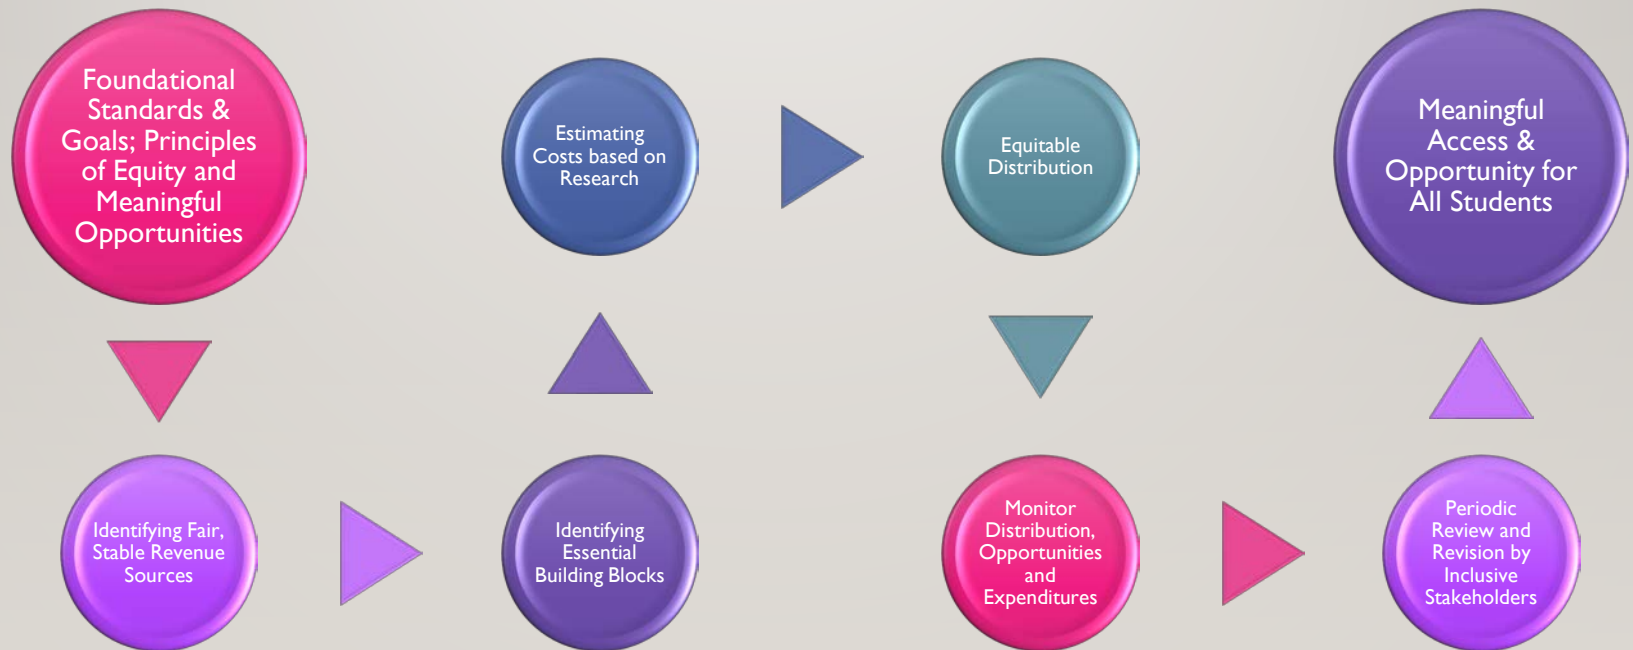 Foundational
Standards &
Goals; Principles
of Equity and
Meaningful
Opportunities
Identifying Fair,
Stable Revenue
Sources
Identifying
Essential
Building Blocks
Estimating
Costs based on
Research
Equitable
Distribution
Monitor
Distribution,
Opportunities
and
Expenditures
Periodic
Review and
Revision by
Inclusive
Stakeholders
Meaningful
Access &
Opportunity for
All Students